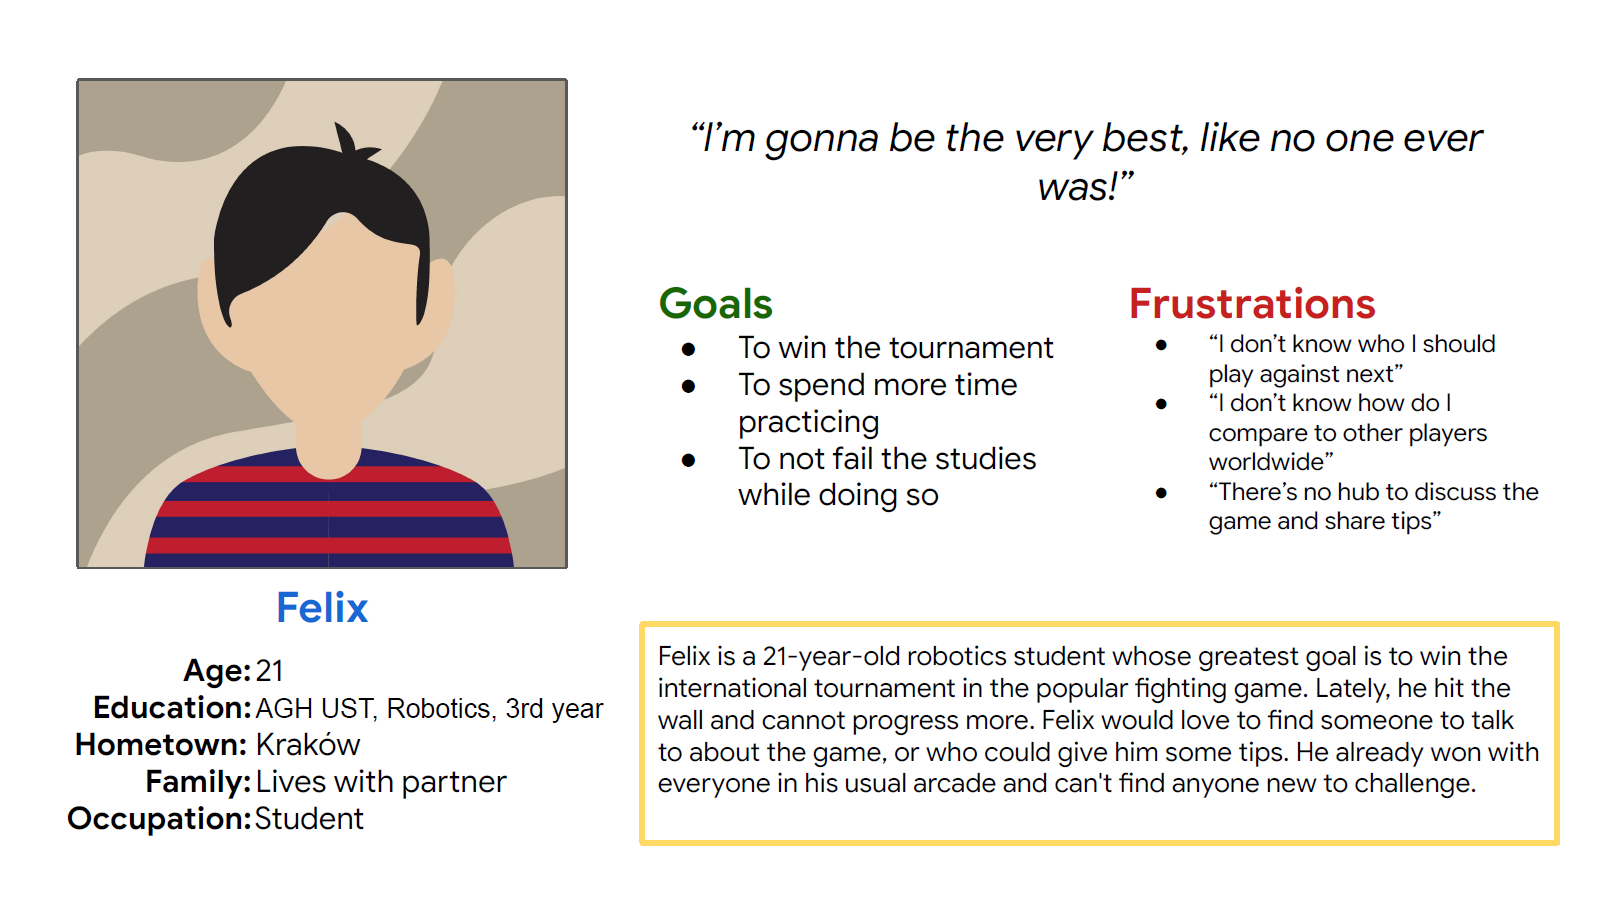 “I’m gonna be the very best, like no one ever
was!”
Goals
● To win the tournament
● To spend more time
practicing
● To not fail the studies
while doing so
Frustrations
● “I don’t know who I should
play against next”
● “I don’t know how do I
compare to other players
worldwide”
● “There’s no hub to discuss the
game and share tips”
Felix
Age: 21
Education: AGH UST, Robotics, 3rd year
Hometown: Kraków
Family: Lives with partner
Occupation: Student
Felix is a 21-year-old robotics student whose greatest goal is to win the
international tournament in the popular fighting game. Lately, he hit the
wall and cannot progress more. Felix would love to find someone to talk
to about the game, or who could give him some tips. He already won with
everyone in his usual arcade and can't find anyone new to challenge.